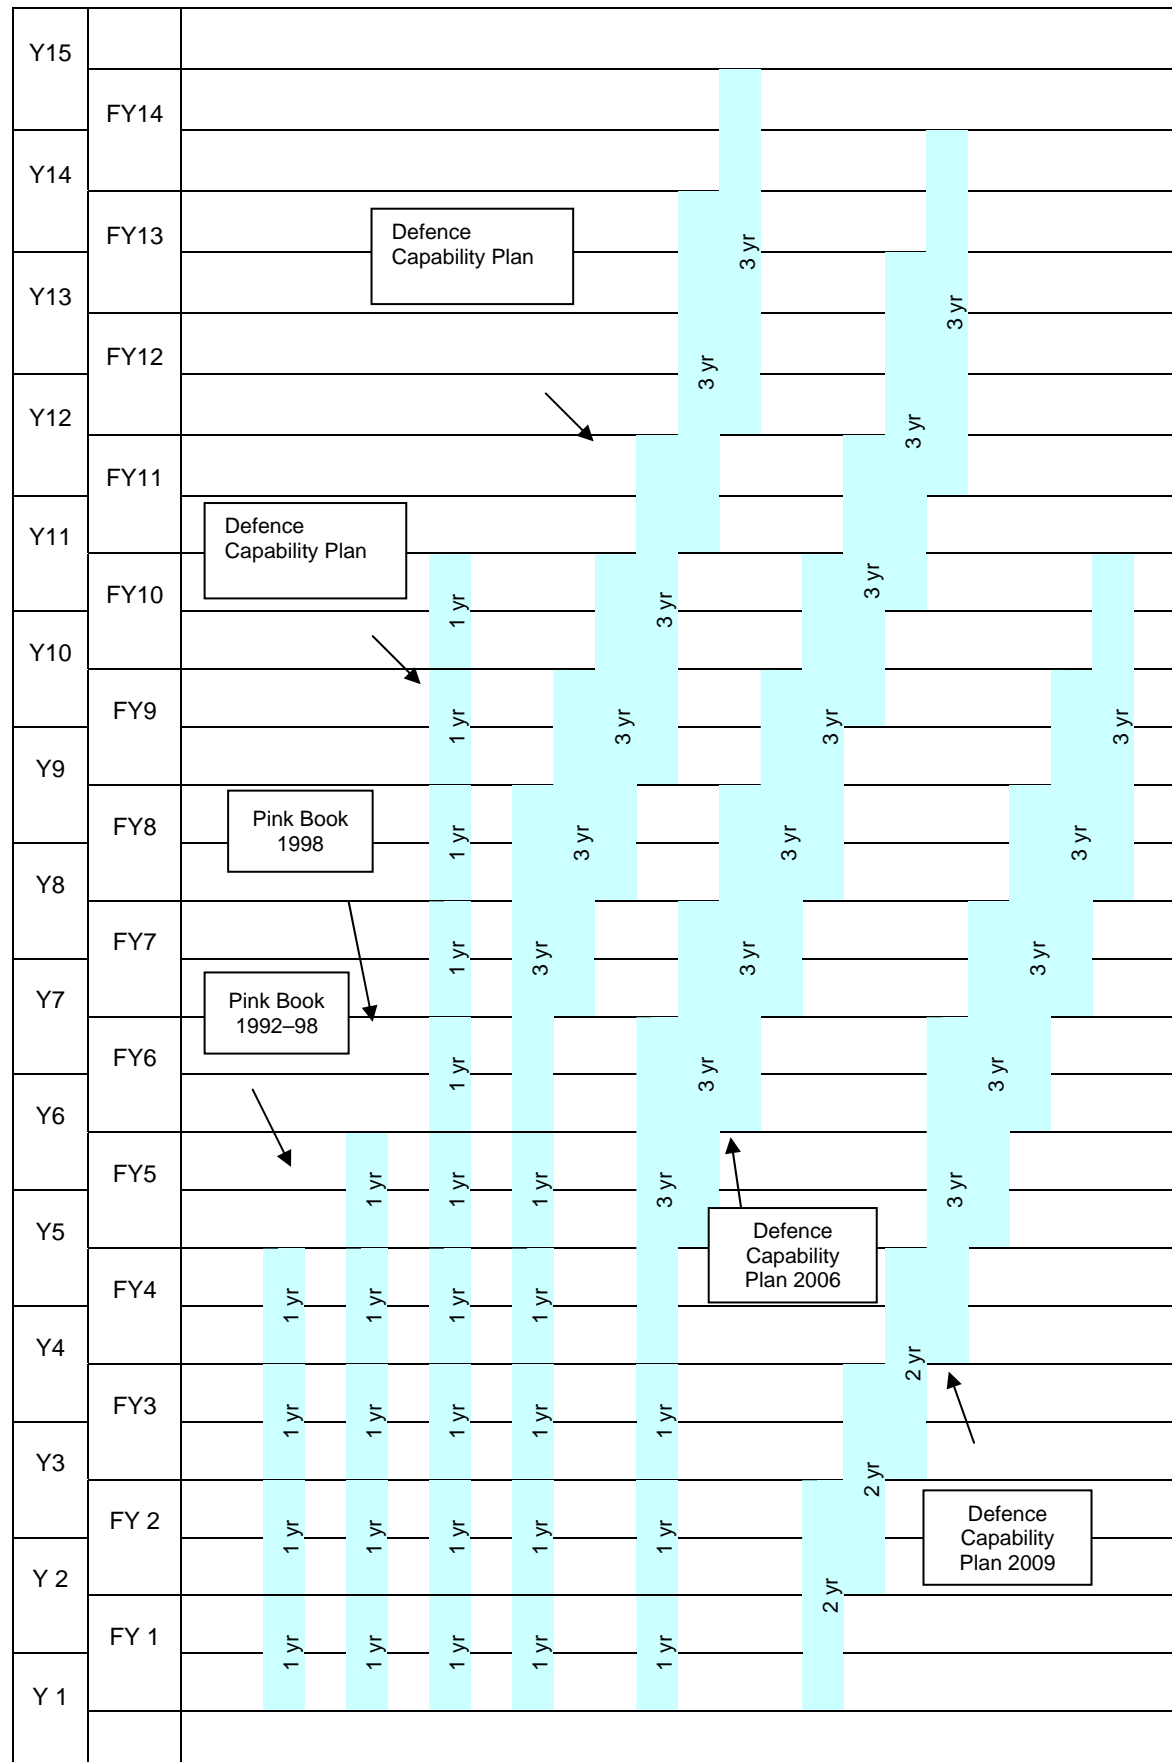 Y15
FY14
Y14
FY13
Defence
Capability Plan
3 yr
Y13
3 yr
FY12
3 yr
Y12
3 yr
FY11
Y11
Defence
Capability Plan
FY10
1 yr
3 yr
3 yr
Y10
FY9
1 yr
3 yr
3 yr
3 yr
Y9
FY8
Pink Book
1998
1 yr
3 yr
3 yr
3 yr
Y8
FY7
1 yr
3 yr
3 yr
3 yr
Y7
Pink Book
1992–98
FY6
1 yr
3 yr
3 yr
Y6
FY5
1 yr
1 yr
1 yr
3 yr
3 yr
Y5
Defence
Capability
Plan 2006
FY4
1 yr
1 yr
1 yr
1 yr
Y4
2 yr
FY3
1 yr
1 yr
1 yr
1 yr
1 yr
Y3
2 yr
FY 2
1 yr
1 yr
1 yr
1 yr
1 yr
Defence
Capability
Plan 2009
Y 2
2 yr
FY 1
1 yr
1 yr
1 yr
1 yr
1 yr
Y 1